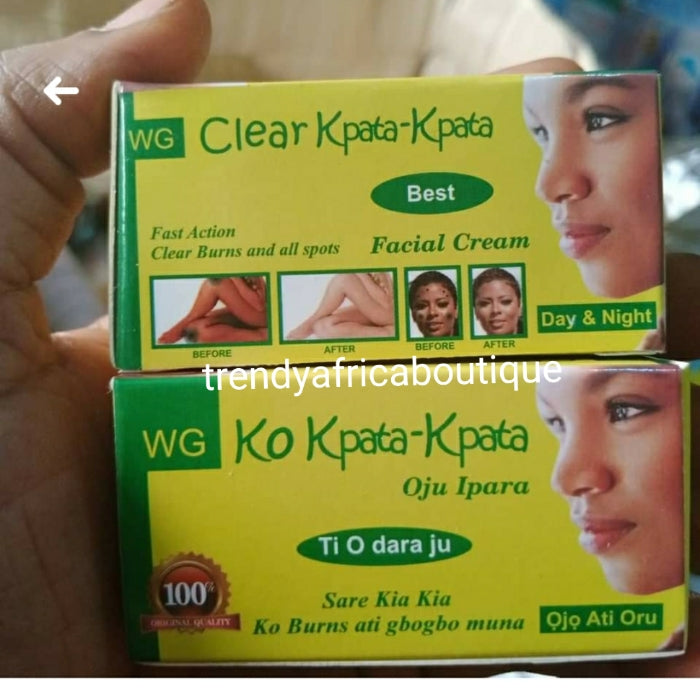 WG Clear Kpata-Kpata
Best
Fast Action
Clear Burns and all spots
Facial Cream
Day & Night
BEFORE AFTER BEFORE AFTER
trendyafricaboutique
WG Ko Kpata-Kpata
Oju Ipara
Ti O dara ju
100%
ORIGINAL QUALITY
Sare Kia Kia
Ko Burns ati gbogbo muna
Ọjọ Ati Oru